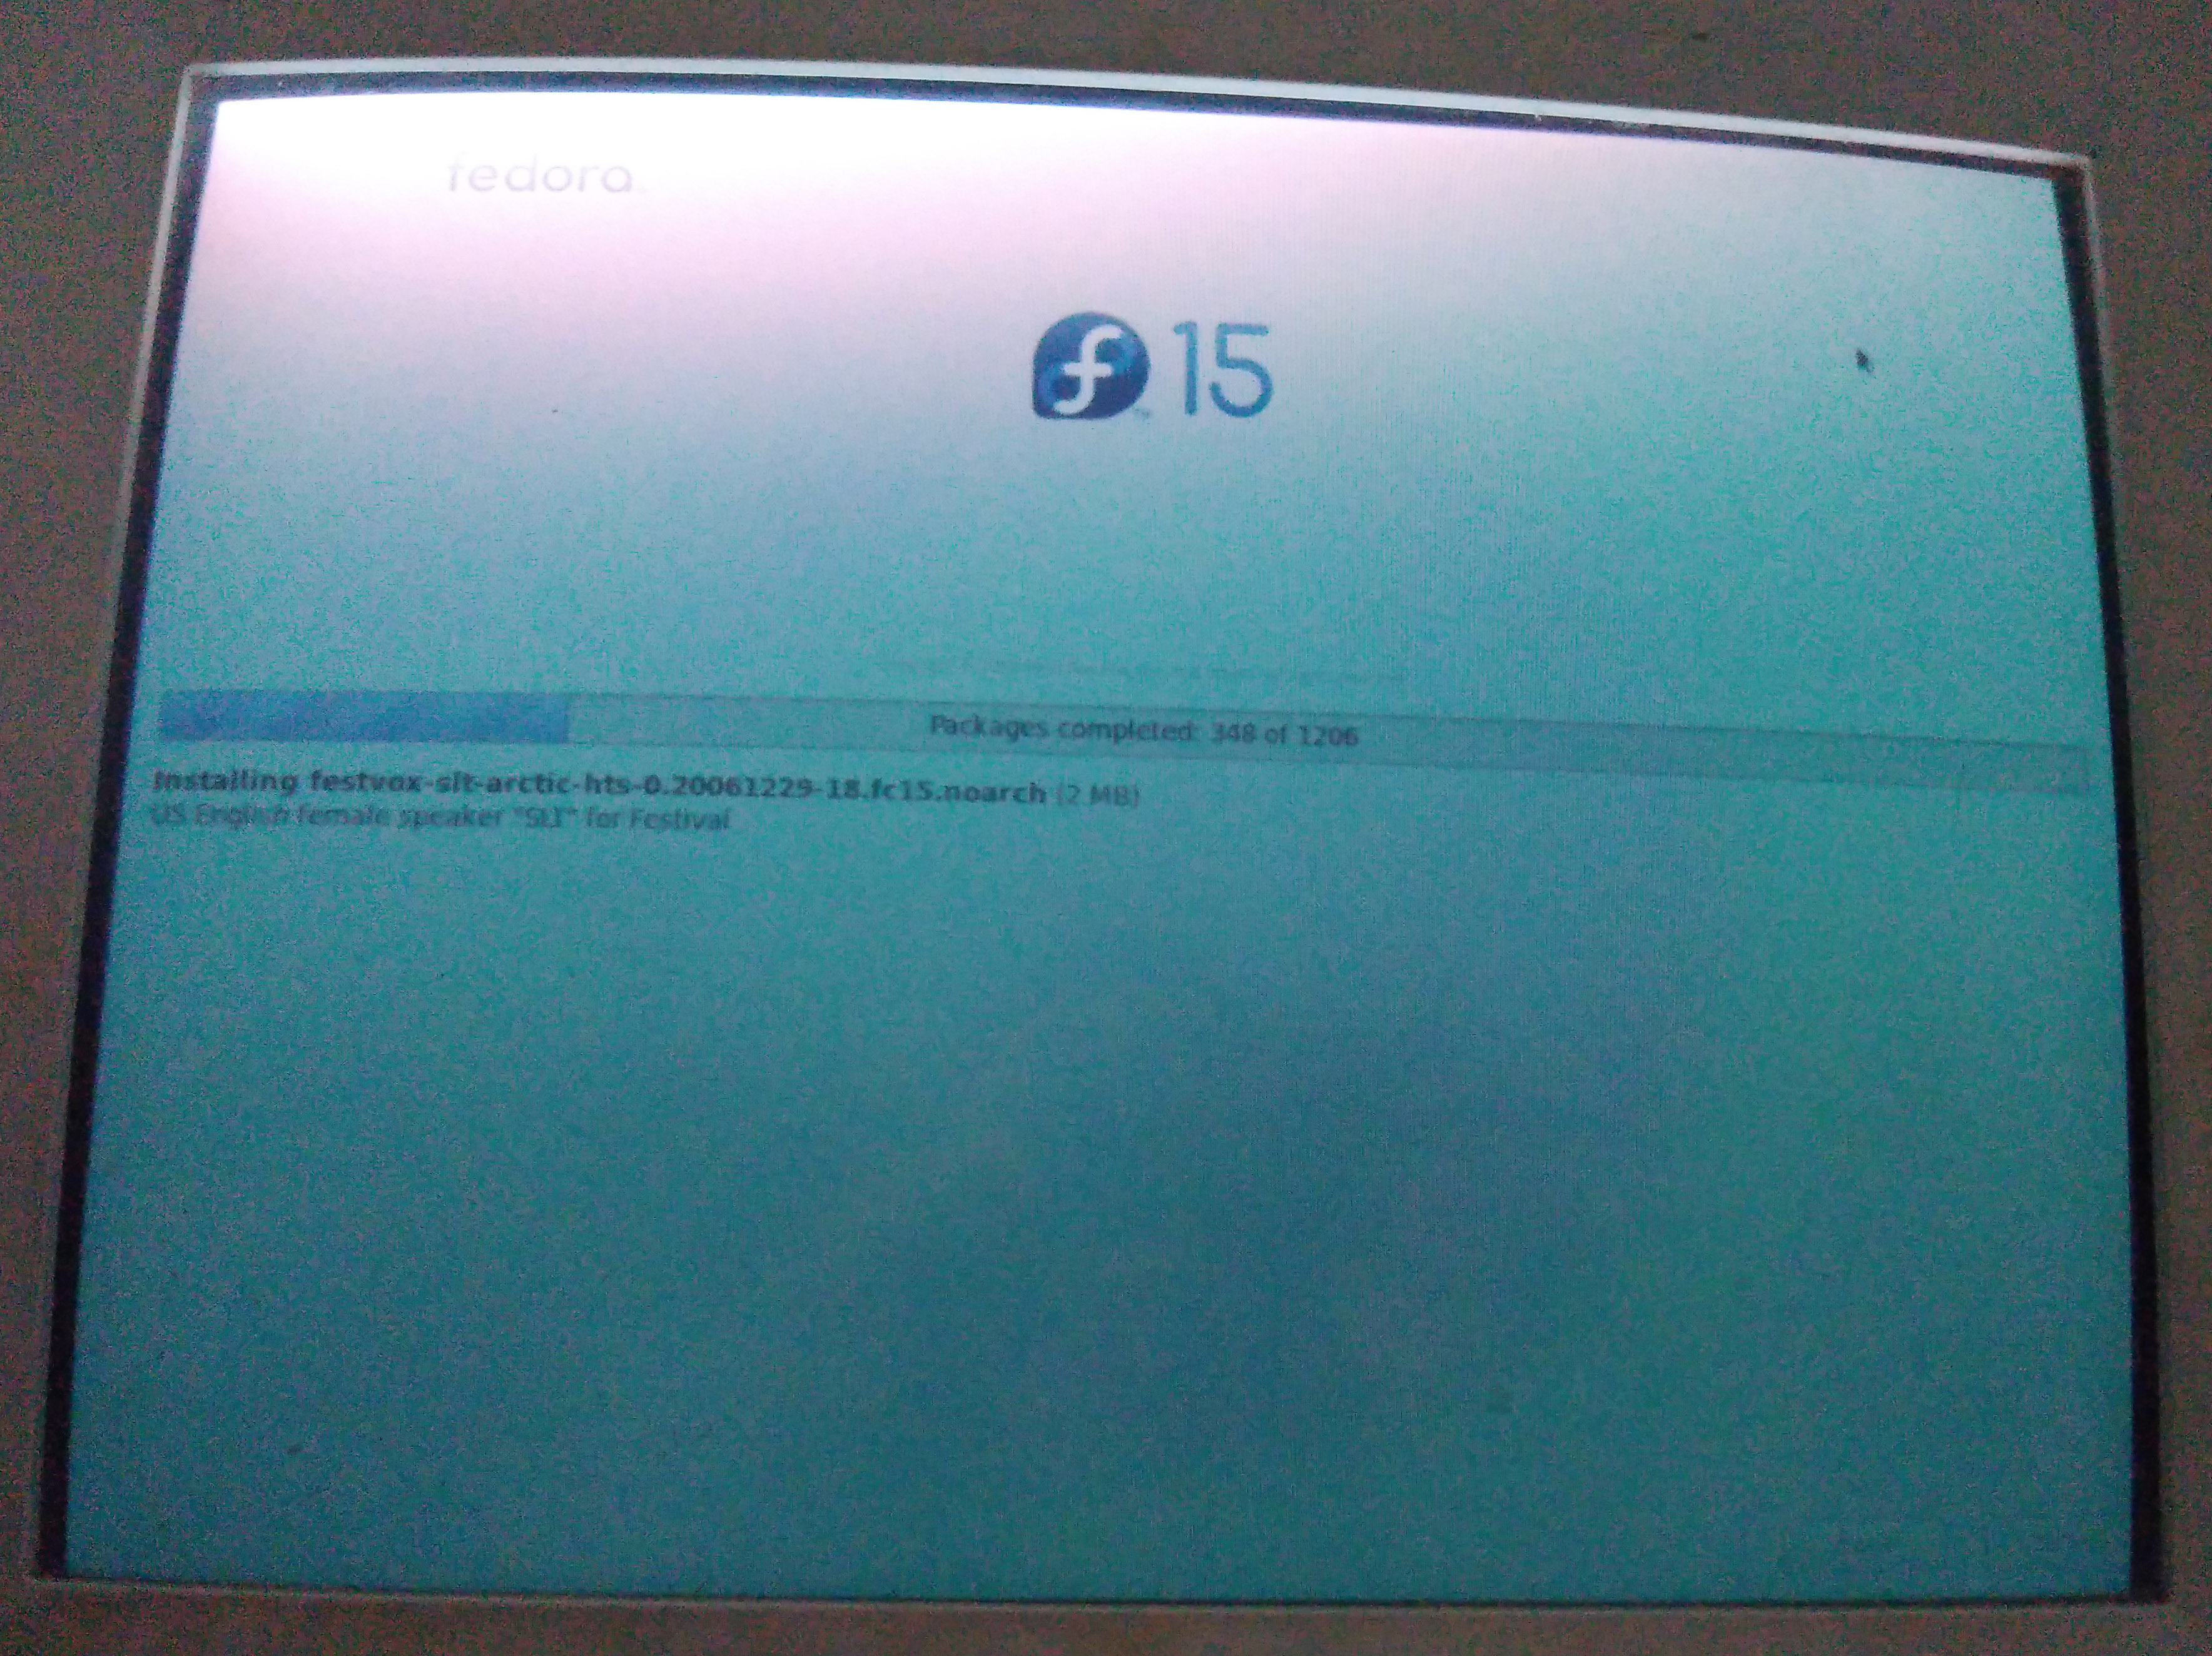 fedora
f 15
Packages completed: 348 of 1206
Installing festvox-slt-arctic-hts-0.20061229-18.fc15.noarch (2 MB)
US English female speaker "SLT" for Festival